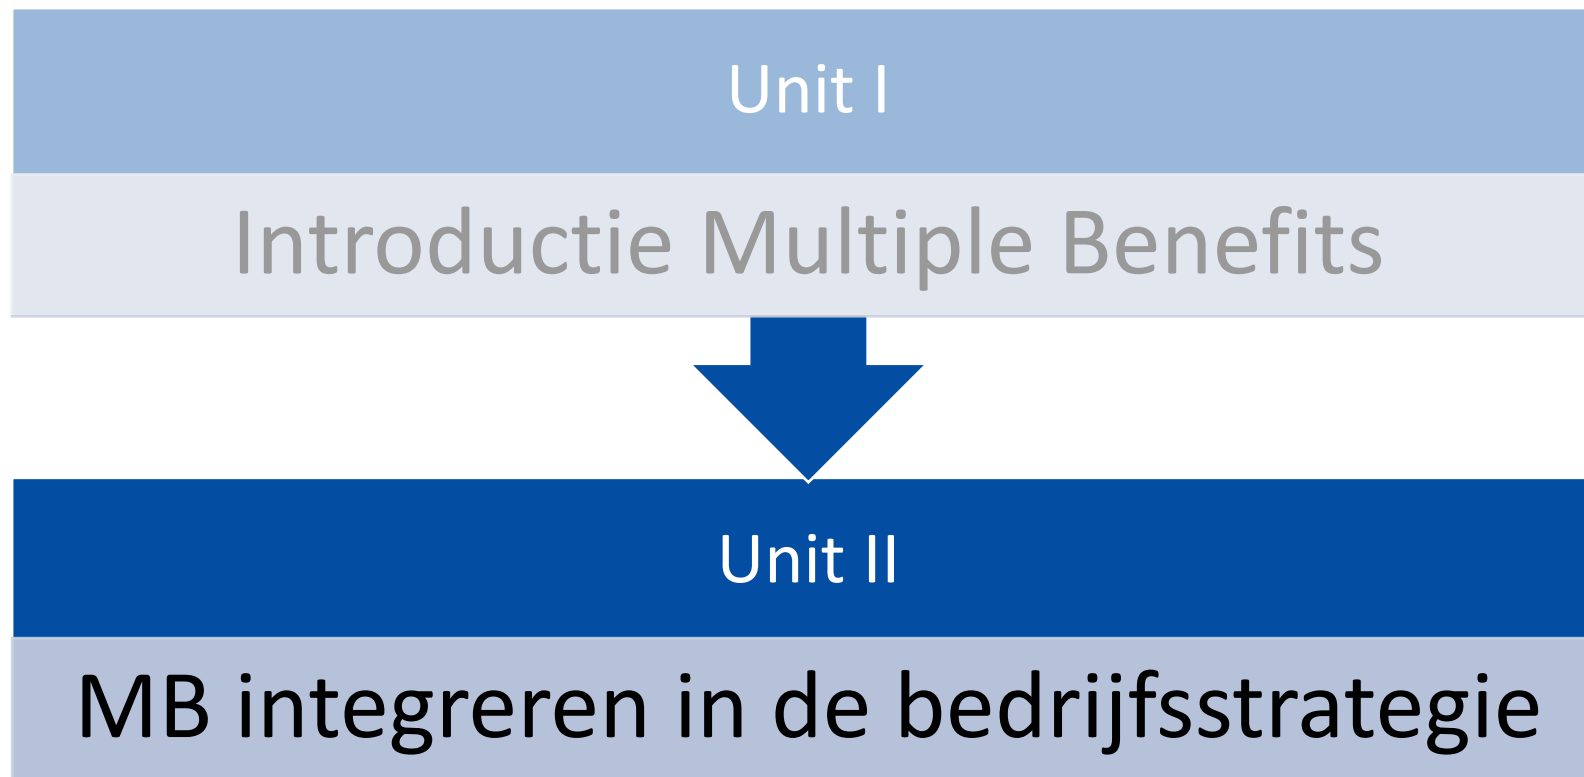 Unit I
Introductie Multiple Benefits
Unit II
MB integreren in de bedrijfsstrategie